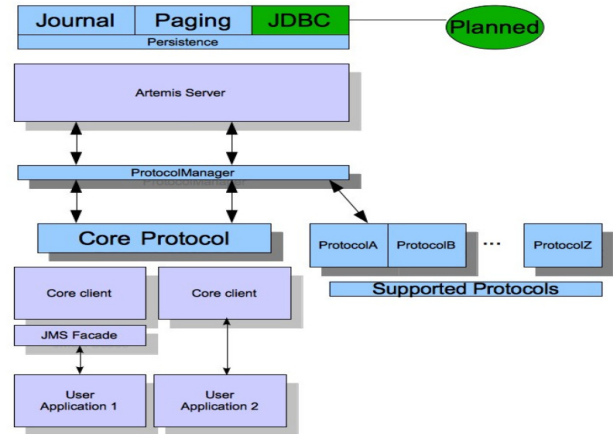 Journal
Paging
JDBC
Planned
Persistence
Artemis Server
ProtocolManager
Core Protocol
ProtocolA
ProtocolB
...
ProtocolZ
Supported Protocols
Core client
Core client
JMS Facade
User
Application 1
User
Application 2